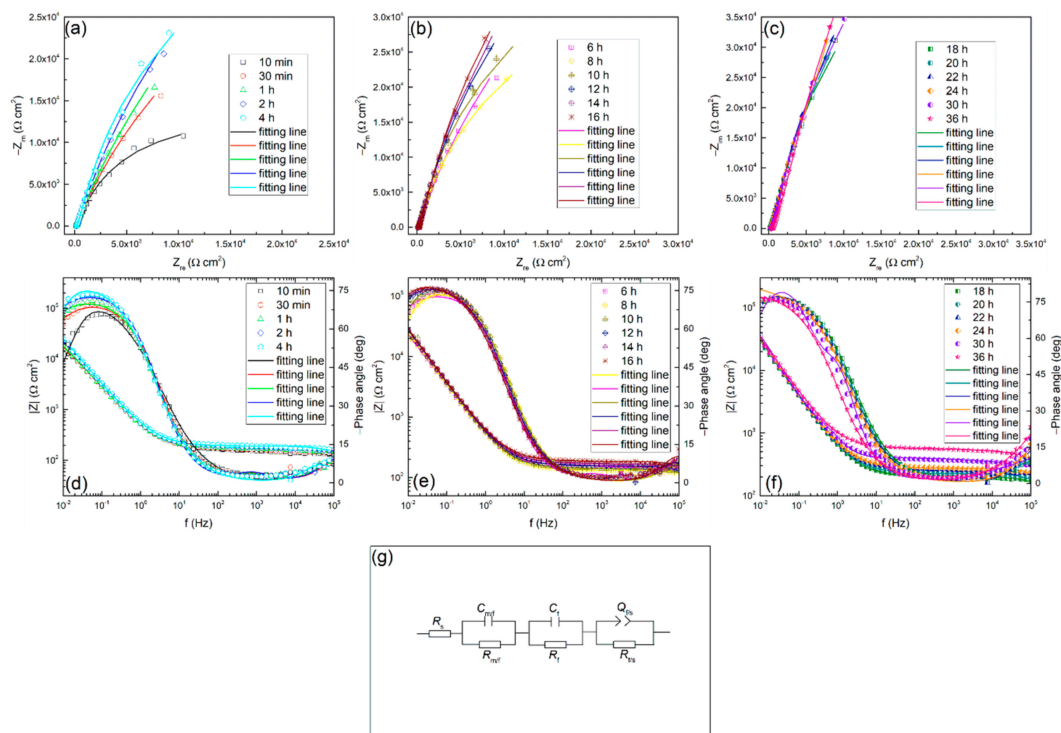 (a)
−Z_m (Ω cm²)
2.5x10⁴
2.0x10⁴
1.5x10⁴
1.0x10⁴
5.0x10³
0.0
10 min
30 min
1 h
2 h
4 h
fitting line
fitting line
fitting line
fitting line
fitting line
0.0 5.0x10³ 1.0x10⁴ 1.5x10⁴ 2.0x10⁴ 2.5x10⁴
Z_re (Ω cm²)
(b)
−Z_m (Ω cm²)
3.0x10⁴
2.5x10⁴
2.0x10⁴
1.5x10⁴
1.0x10⁴
5.0x10³
0.0
6 h
8 h
10 h
12 h
14 h
16 h
fitting line
fitting line
fitting line
fitting line
fitting line
fitting line
0.0 5.0x10³ 1.0x10⁴ 1.5x10⁴ 2.0x10⁴ 2.5x10⁴ 3.0x10⁴
Z_re (Ω cm²)
(c)
−Z_m (Ω cm²)
3.5x10⁴
3.0x10⁴
2.5x10⁴
2.0x10⁴
1.5x10⁴
1.0x10⁴
5.0x10³
0.0
18 h
20 h
22 h
24 h
30 h
36 h
fitting line
fitting line
fitting line
fitting line
fitting line
fitting line
0.0 5.0x10³ 1.0x10⁴ 1.5x10⁴ 2.0x10⁴ 2.5x10⁴ 3.0x10⁴ 3.5x10⁴
Z_re (Ω cm²)
|Z| (Ω cm²)
10⁵
10⁴
10³
10²
10 min
30 min
1 h
2 h
4 h
fitting line
fitting line
fitting line
fitting line
fitting line
75
60
45
30
15
0
−Phase angle (deg)
(d)
10⁻² 10⁻¹ 10⁰ 10¹ 10² 10³ 10⁴ 10⁵
f (Hz)
|Z| (Ω cm²)
10⁵
10⁴
10³
10²
6 h
8 h
10 h
12 h
14 h
16 h
fitting line
fitting line
fitting line
fitting line
fitting line
fitting line
75
60
45
30
15
0
−Phase angle (deg)
(e)
10⁻² 10⁻¹ 10⁰ 10¹ 10² 10³ 10⁴ 10⁵
f (Hz)
|Z| (Ω cm²)
10⁵
10⁴
10³
10²
18 h
20 h
22 h
24 h
30 h
36 h
fitting line
fitting line
fitting line
fitting line
fitting line
fitting line
75
60
45
30
15
0
−Phase angle (deg)
(f)
10⁻² 10⁻¹ 10⁰ 10¹ 10² 10³ 10⁴ 10⁵
f (Hz)
(g)
R_s C_m/f C_f Q_f/s
R_m/f R_f R_f/s